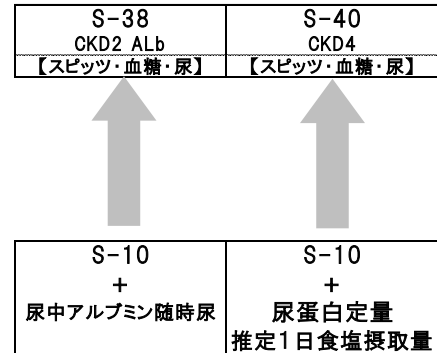 S-38
CKD2 ALb
【スピッツ・血糖・尿】
S-40
CKD4
【スピッツ・血糖・尿】
S-10
+
尿中アルブミン随時尿
S-10
+
尿蛋白定量
推定1日食塩摂取量